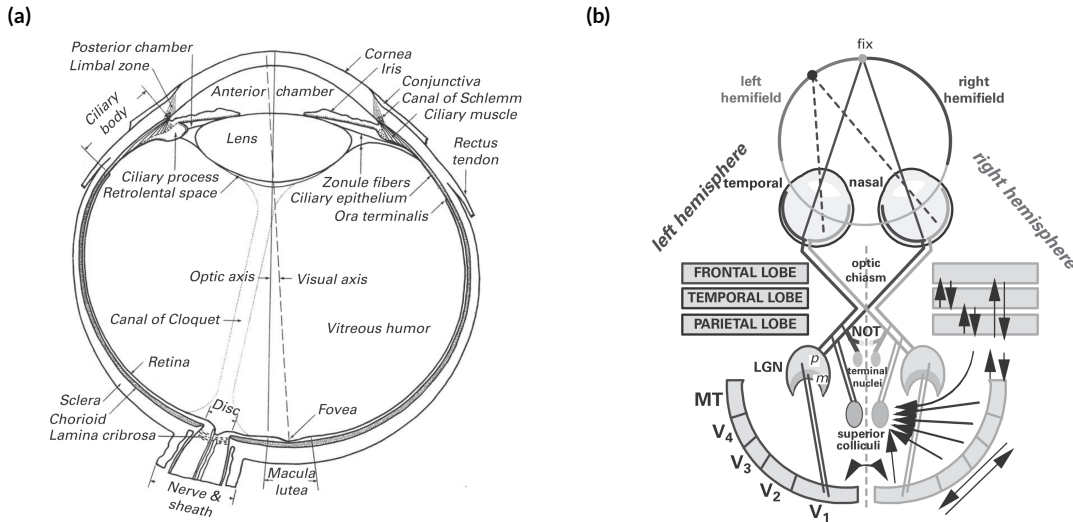 (a)
Posterior chamber
Limbal zone
Cornea
Iris
Conjunctiva
Canal of Schlemm
Ciliary muscle
Anterior chamber
Ciliary
body
Lens
Rectus
tendon
Ciliary process
Retrolental space
Zonule fibers
Ciliary epithelium
Ora terminalis
Optic axis
Visual axis
Canal of Cloquet
Vitreous humor
Retina
Sclera
Chorioid
Lamina cribrosa
Disc
Fovea
Macula
lutea
Nerve &
sheath
(b)
fix
left
hemifield
right
hemifield
temporal
nasal
left hemisphere
right hemisphere
optic
chiasm
FRONTAL LOBE
TEMPORAL LOBE
PARIETAL LOBE
NOT
LGN
p
m
terminal
nuclei
MT
superior
colliculi
V4
V3
V2
V1